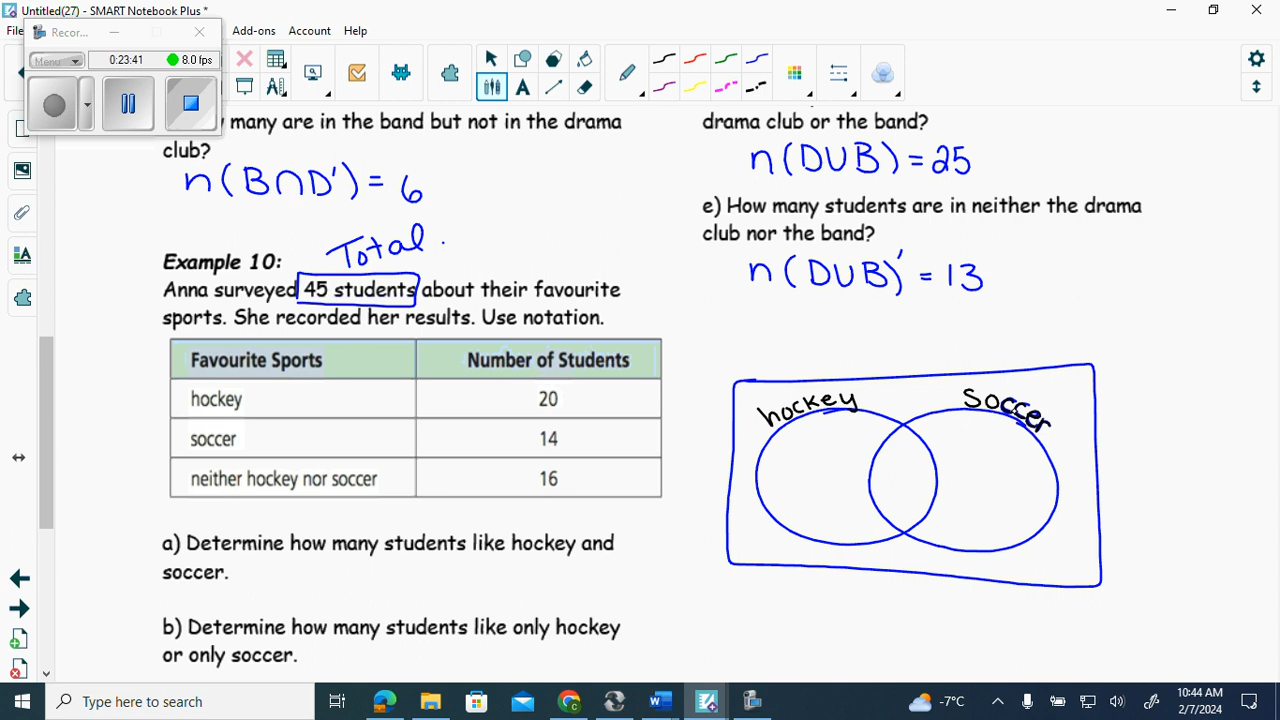 Untitled(27) - SMART Notebook Plus *
Recor...
File
Add-ons
Account
Help
Menu
0:23:41
8.0 fps
many are in the band but not in the drama
club?
n(B∩D') = 6
drama club or the band?
n(D∪B) = 25
e) How many students are in neither the drama
club nor the band?
n(D∪B)' = 13
Total
Example 10:
Anna surveyed 45 students about their favourite
sports. She recorded her results. Use notation.
Favourite Sports Number of Students
hockey 20
soccer 14
neither hockey nor soccer 16
hockey
soccer
a) Determine how many students like hockey and
soccer.
b) Determine how many students like only hockey
or only soccer.
Type here to search
-7°C
10:44 AM
2/7/2024